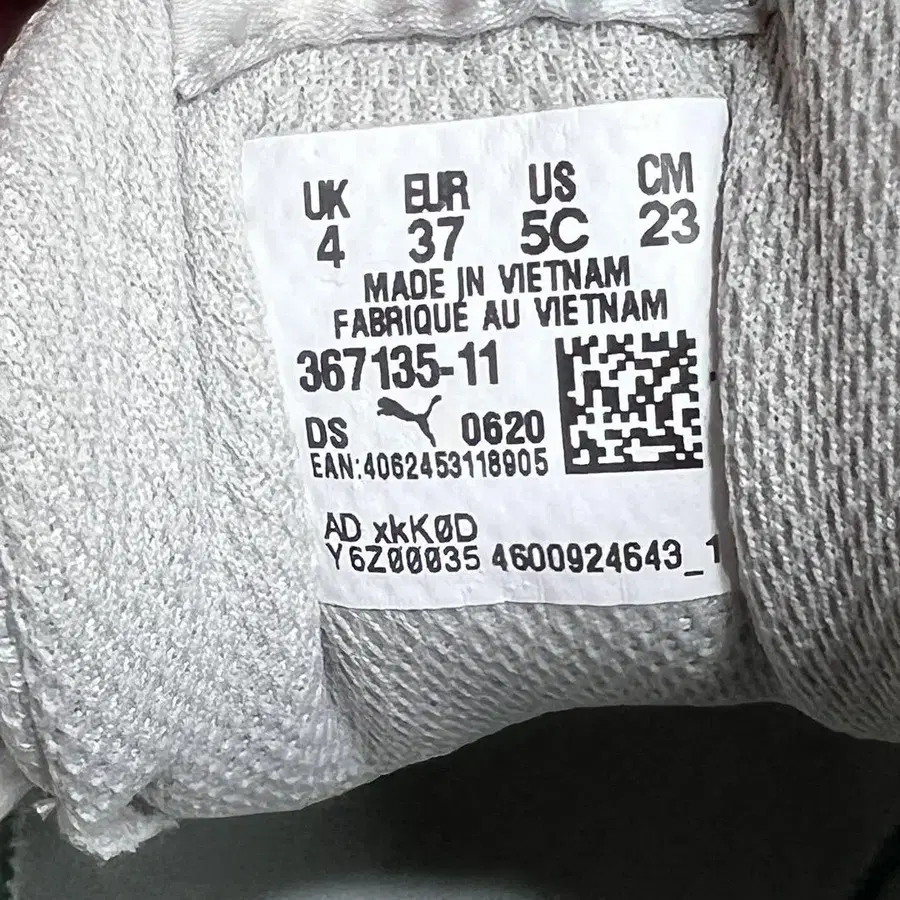 UK EUR US CM
4 37 5C 23
MADE IN VIETNAM
FABRIQUÉ AU VIETNAM
367135-11
DS 0620
EAN:4062453118905
AD xkK0D
Y6Z00035 4600924643_1